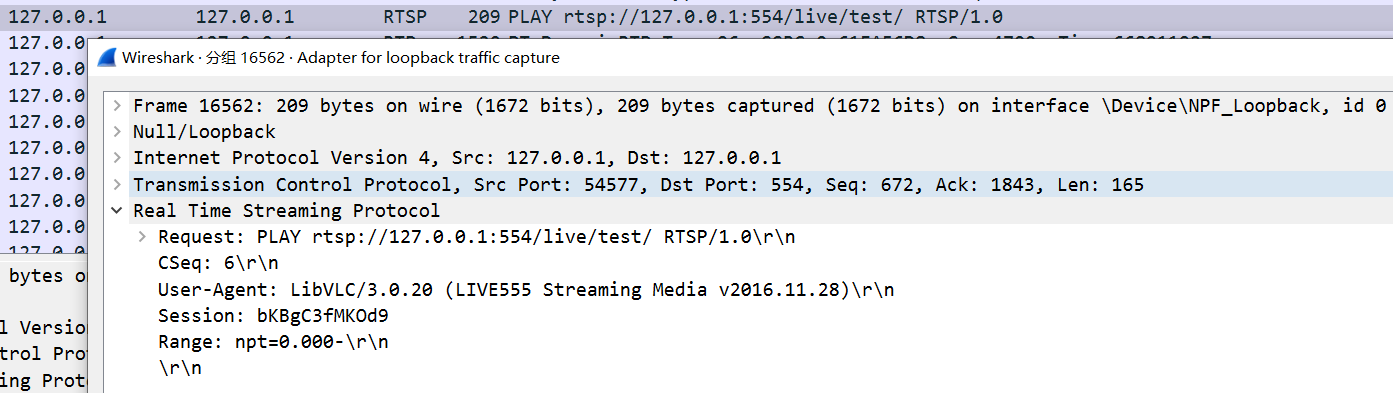 127.0.0.1 127.0.0.1 RTSP 209 PLAY rtsp://127.0.0.1:554/live/test/ RTSP/1.0
127.0.0.1
Wireshark · 分组 16562 · Adapter for loopback traffic capture
127.0.0
127.0.0
127.0.0
127.0.0
127.0.0
127.0.0
127.0.0
127.0.0
Frame 16562: 209 bytes on wire (1672 bits), 209 bytes captured (1672 bits) on interface \Device\NPF_Loopback, id 0
Null/Loopback
Internet Protocol Version 4, Src: 127.0.0.1, Dst: 127.0.0.1
Transmission Control Protocol, Src Port: 54577, Dst Port: 554, Seq: 672, Ack: 1843, Len: 165
Real Time Streaming Protocol
Request: PLAY rtsp://127.0.0.1:554/live/test/ RTSP/1.0\r\n
CSeq: 6\r\n
User-Agent: LibVLC/3.0.20 (LIVE555 Streaming Media v2016.11.28)\r\n
Session: bKBgC3fMKOd9
Range: npt=0.000-\r\n
\r\n
bytes o
l Versio
trol Pro
ing Prot